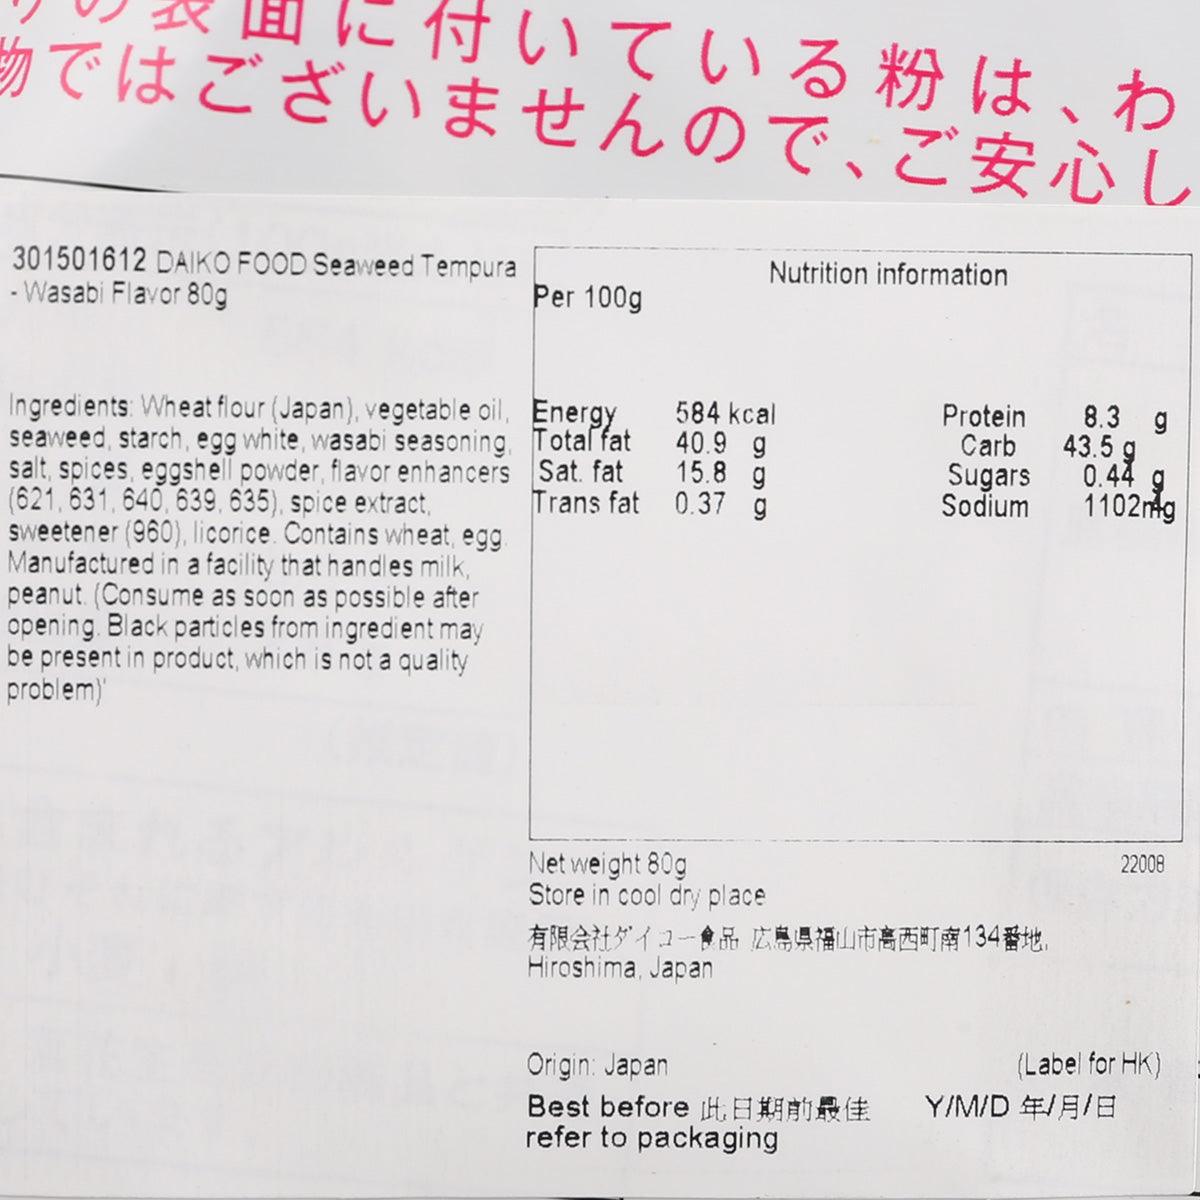 の表面に付いている粉は、わ
物ではございませんので、ご安心し
301501612 DAIKO FOOD Seaweed Tempura
- Wasabi Flavor 80g
Ingredients: Wheat flour (Japan), vegetable oil,
seaweed, starch, egg white, wasabi seasoning,
salt, spices, eggshell powder, flavor enhancers
(621, 631, 640, 639, 635), spice extract,
sweetener (960), licorice. Contains wheat, egg.
Manufactured in a facility that handles milk,
peanut. (Consume as soon as possible after
opening. Black particles from ingredient may
be present in product, which is not a quality
problem)'
Nutrition information
Per 100g
Energy 584 kcal Protein 8.3 g
Total fat 40.9 g Carb 43.5 g
Sat. fat 15.8 g Sugars 0.44 g
Trans fat 0.37 g Sodium 1102mg
Net weight 80g 22008
Store in cool dry place
有限会社ダイコー食品 広島県福山市高西町南134番地,
Hiroshima, Japan
Origin: Japan (Label for HK)
Best before 此日期前最佳 Y/M/D 年/月/日
refer to packaging